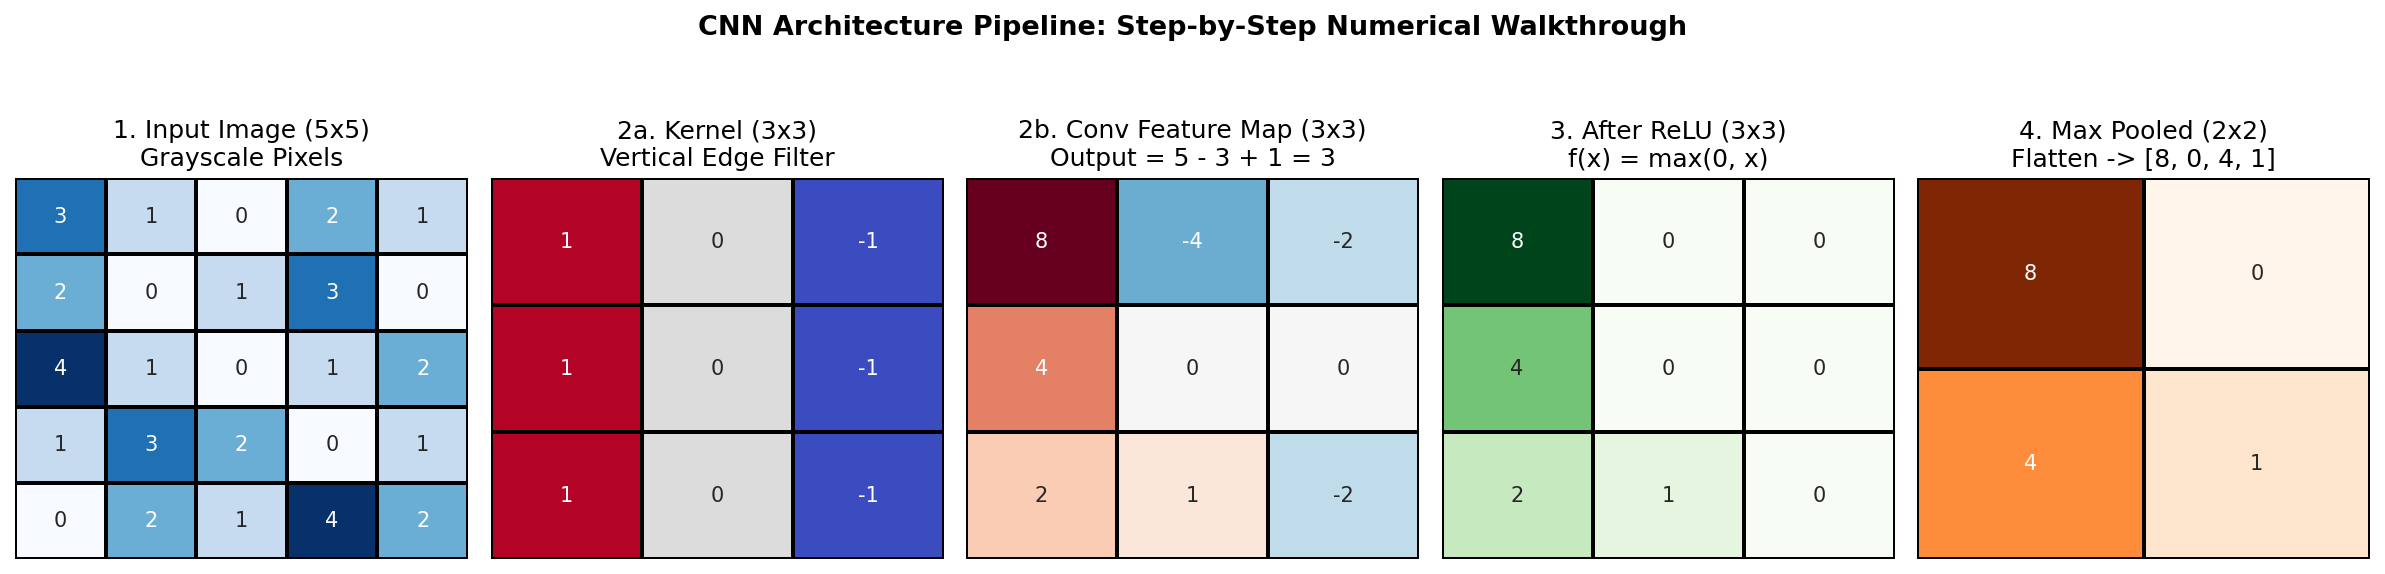 CNN Architecture Pipeline: Step-by-Step Numerical Walkthrough
1. Input Image (5x5)
Grayscale Pixels
3 1 0 2 1
2 0 1 3 0
4 1 0 1 2
1 3 2 0 1
0 2 1 4 2
2a. Kernel (3x3)
Vertical Edge Filter
1 0 -1
1 0 -1
1 0 -1
2b. Conv Feature Map (3x3)
Output = 5 - 3 + 1 = 3
8 -4 -2
4 0 0
2 1 -2
3. After ReLU (3x3)
f(x) = max(0, x)
8 0 0
4 0 0
2 1 0
4. Max Pooled (2x2)
Flatten -> [8, 0, 4, 1]
8 0
4 1